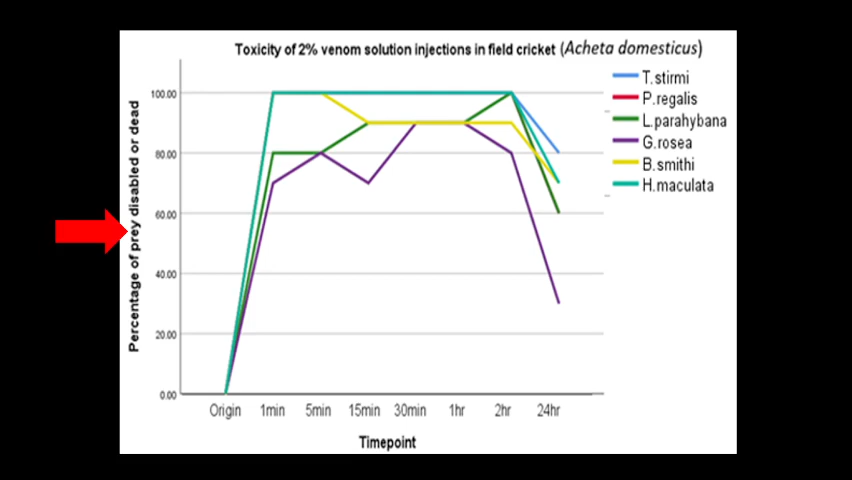 Toxicity of 2% venom solution injections in field cricket (Acheta domesticus)
Percentage of prey disabled or dead
100.00
80.00
60.00
40.00
20.00
0.00
Origin 1min 5min 15min 30min 1hr 2hr 24hr
Timepoint
T.stirmi
P.regalis
L.parahybana
G.rosea
B.smithi
H.maculata